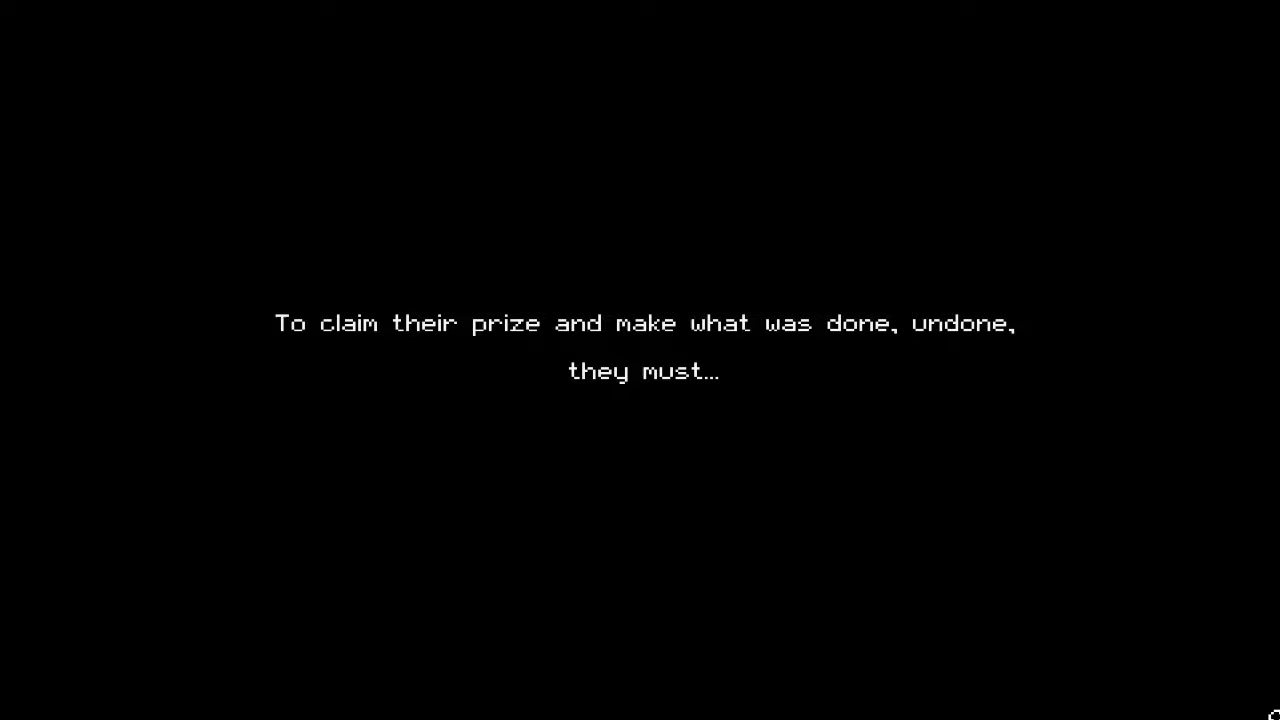 To claim their prize and make what was done, undone,
they must...